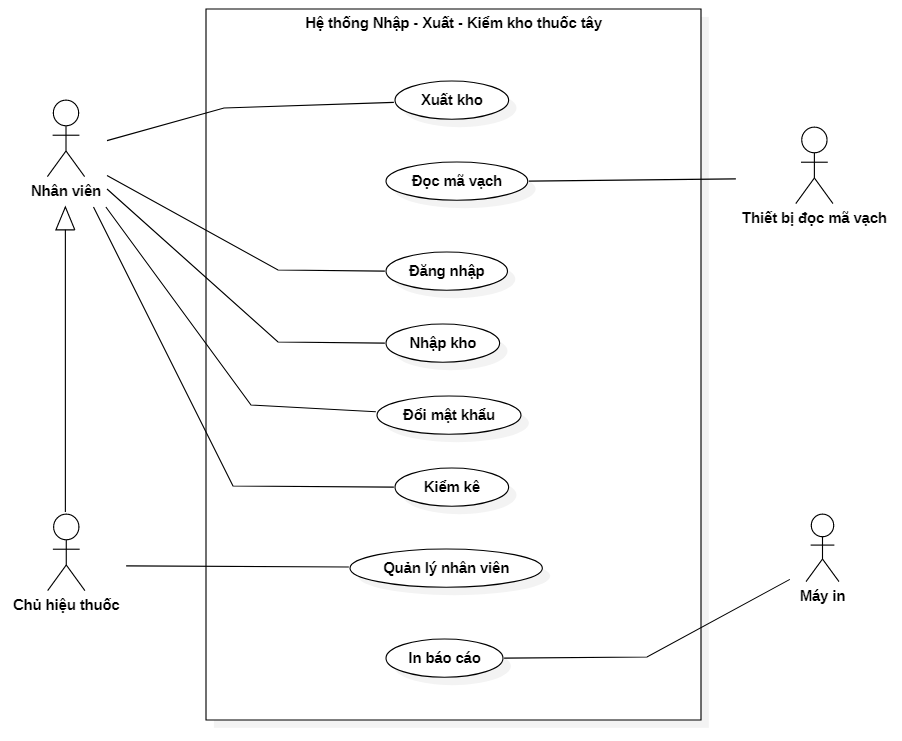 Hệ thống Nhập - Xuất - Kiểm kho thuốc tây
Xuất kho
Nhân viên
Đọc mã vạch
Thiết bị đọc mã vạch
Đăng nhập
Nhập kho
Đổi mật khẩu
Kiểm kê
Quản lý nhân viên
Chủ hiệu thuốc
Máy in
In báo cáo